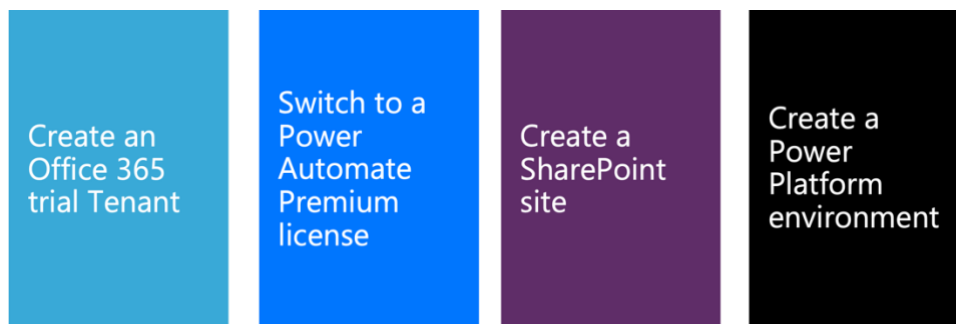 Create an
Office 365
trial Tenant
Switch to a
Power
Automate
Premium
license
Create a
SharePoint
site
Create a
Power
Platform
environment